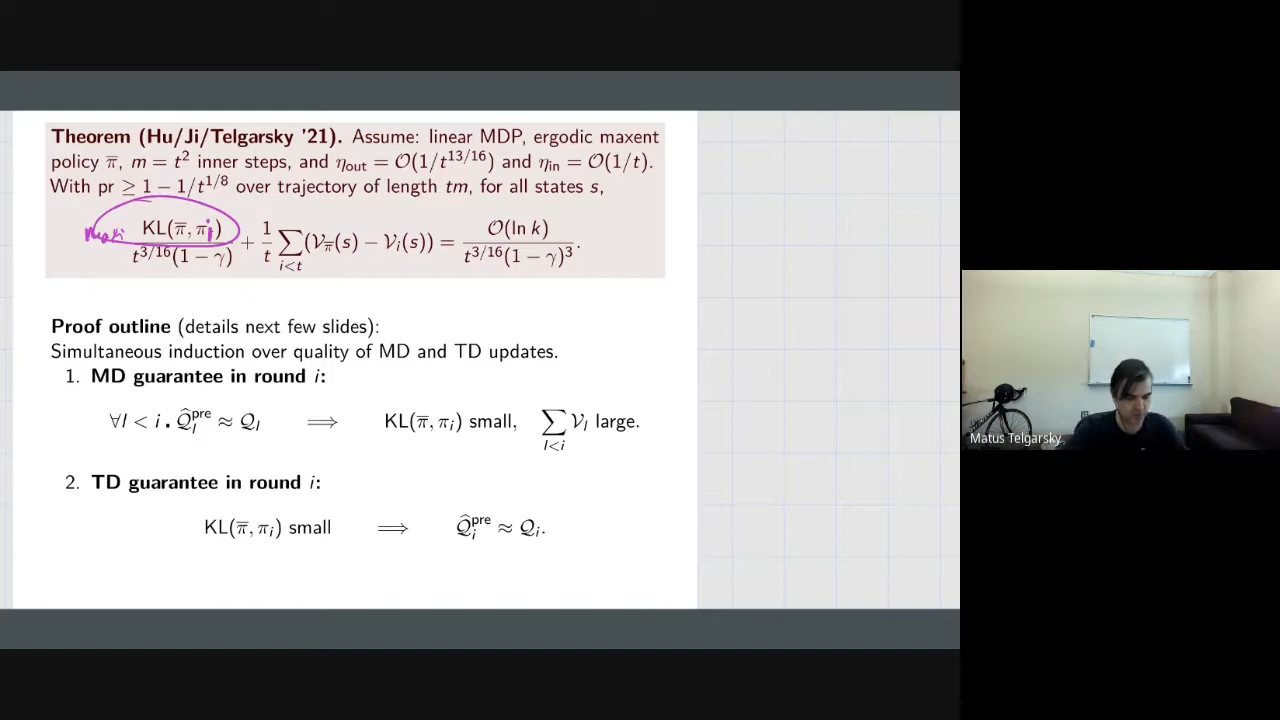 Theorem (Hu/Ji/Telgarsky '21). Assume: linear MDP, ergodic maxent
policy π̅, m = t² inner steps, and η_out = 𝒪(1/t^{13/16}) and η_in = 𝒪(1/t).
With pr ≥ 1 − 1/t^{1/8} over trajectory of length tm, for all states s,
KL(π̅, π_i) / t^{3/16}(1 − γ) + 1/t ∑_{i<t} (𝒱_π̅(s) − 𝒱_i(s)) = 𝒪(ln k) / t^{3/16}(1 − γ)³.
Proof outline (details next few slides):
Simultaneous induction over quality of MD and TD updates.
1. MD guarantee in round i:
∀l < i . 𝒬̂_l^pre ≈ 𝒬_l ⟹ KL(π̅, π_i) small, ∑_{l<i} 𝒱_l large.
2. TD guarantee in round i:
KL(π̅, π_i) small ⟹ 𝒬̂_i^pre ≈ 𝒬_i.
Matus Telgarsky